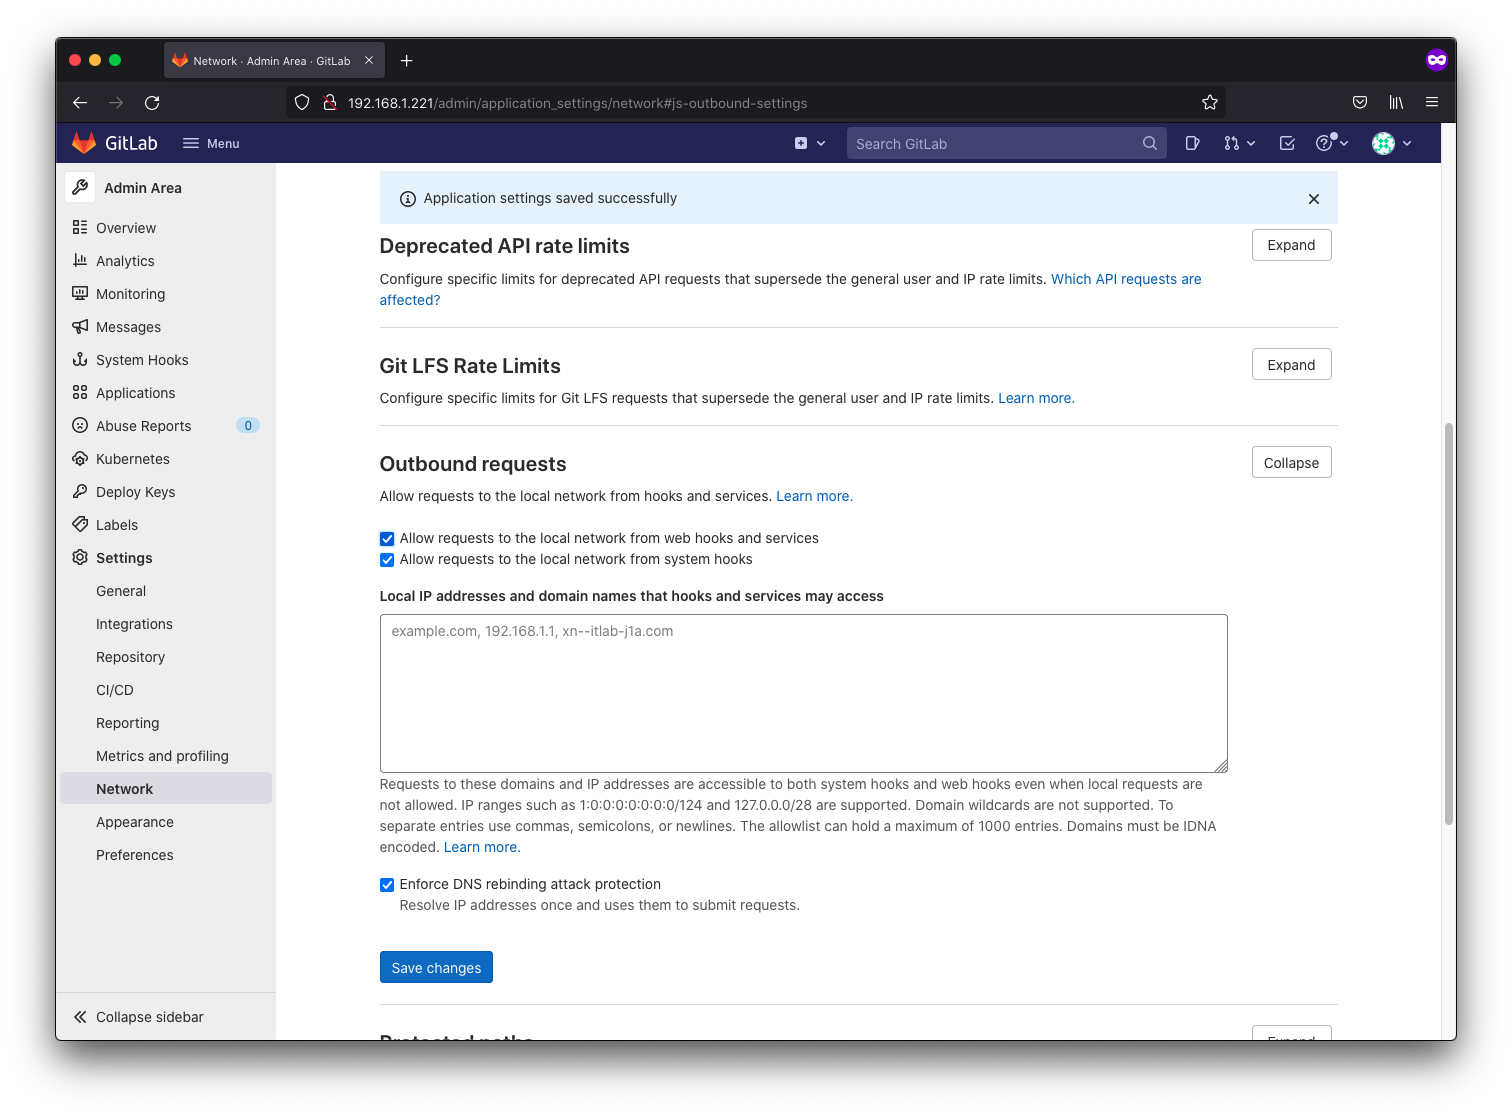 Network · Admin Area · GitLab
192.168.1.221/admin/application_settings/network#js-outbound-settings
GitLab
Menu
Search GitLab
Admin Area
Overview
Analytics
Monitoring
Messages
System Hooks
Applications
Abuse Reports 0
Kubernetes
Deploy Keys
Labels
Settings
General
Integrations
Repository
CI/CD
Reporting
Metrics and profiling
Network
Appearance
Preferences
Collapse sidebar
Application settings saved successfully
Deprecated API rate limits
Expand
Configure specific limits for deprecated API requests that supersede the general user and IP rate limits. Which API requests are
affected?
Git LFS Rate Limits
Expand
Configure specific limits for Git LFS requests that supersede the general user and IP rate limits. Learn more.
Outbound requests
Collapse
Allow requests to the local network from hooks and services. Learn more.
Allow requests to the local network from web hooks and services
Allow requests to the local network from system hooks
Local IP addresses and domain names that hooks and services may access
example.com, 192.168.1.1, xn--itlab-j1a.com
Requests to these domains and IP addresses are accessible to both system hooks and web hooks even when local requests are
not allowed. IP ranges such as 1:0:0:0:0:0:0:0/124 and 127.0.0.0/28 are supported. Domain wildcards are not supported. To
separate entries use commas, semicolons, or newlines. The allowlist can hold a maximum of 1000 entries. Domains must be IDNA
encoded. Learn more.
Enforce DNS rebinding attack protection
Resolve IP addresses once and uses them to submit requests.
Save changes
Protected paths
Expand